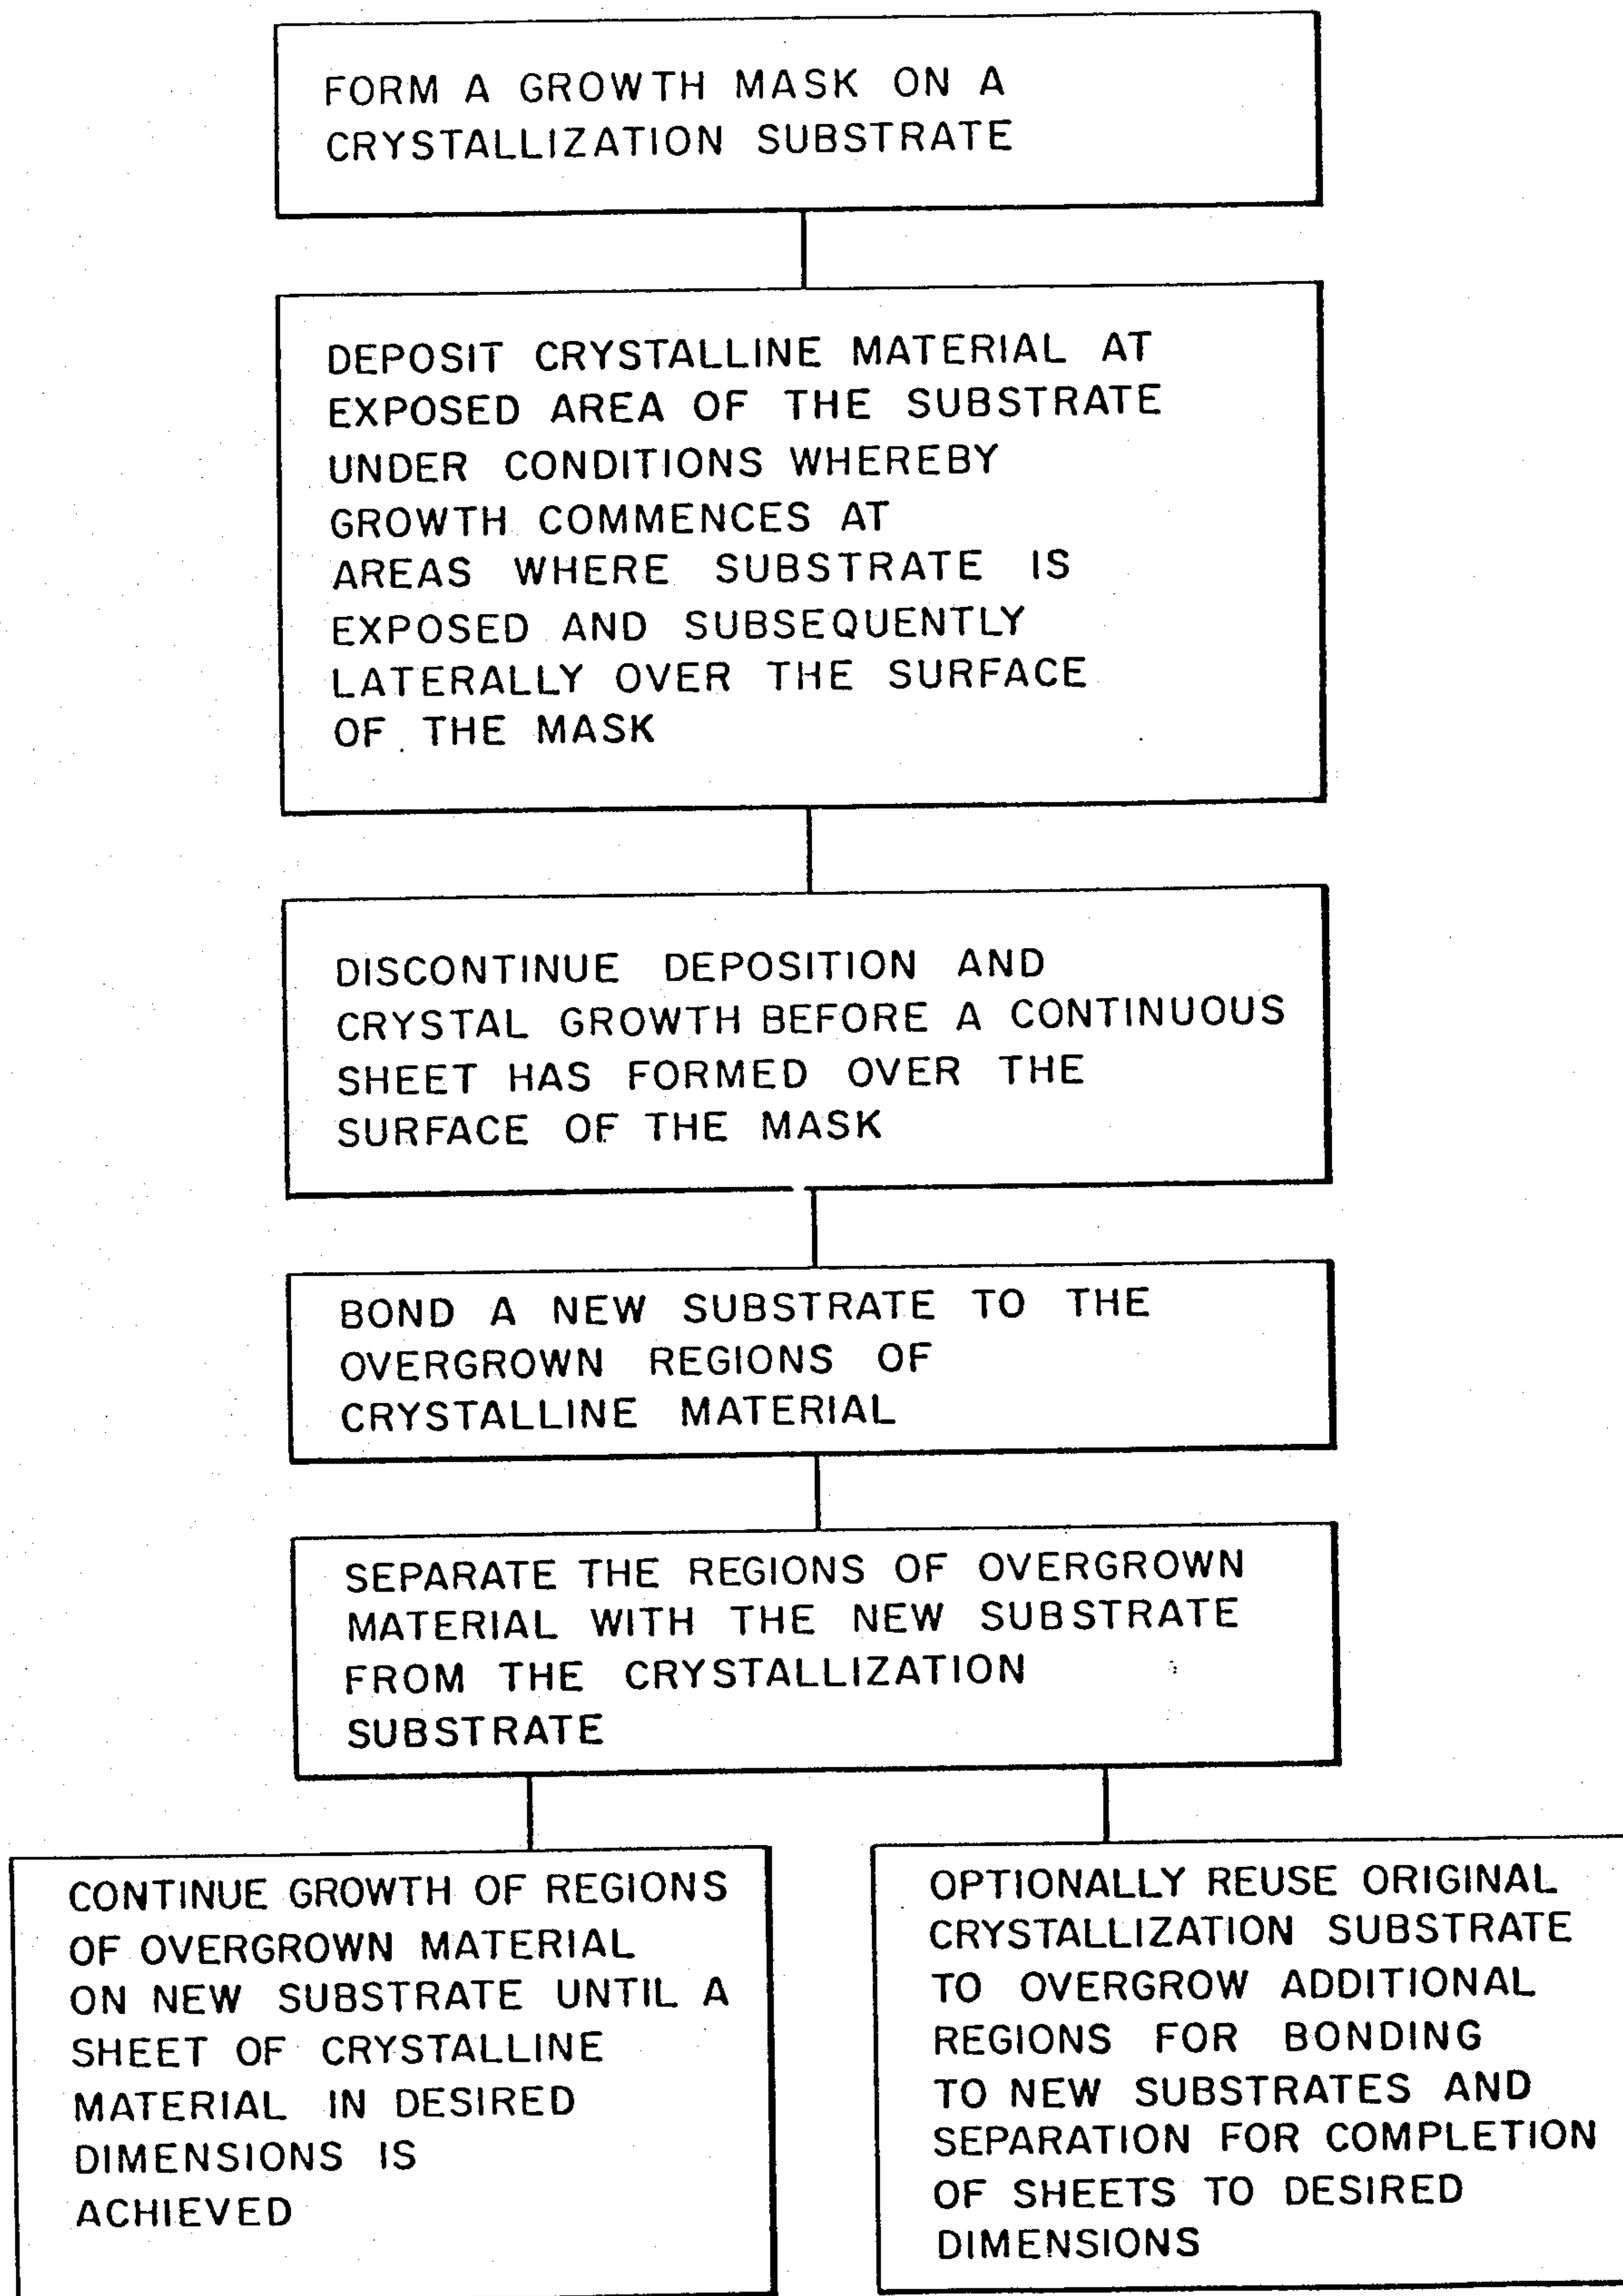 FORM A GROWTH MASK ON A
CRYSTALLIZATION SUBSTRATE
DEPOSIT CRYSTALLINE MATERIAL AT
EXPOSED AREA OF THE SUBSTRATE
UNDER CONDITIONS WHEREBY
GROWTH COMMENCES AT
AREAS WHERE SUBSTRATE IS
EXPOSED AND SUBSEQUENTLY
LATERALLY OVER THE SURFACE
OF THE MASK
DISCONTINUE DEPOSITION AND
CRYSTAL GROWTH BEFORE A CONTINUOUS
SHEET HAS FORMED OVER THE
SURFACE OF THE MASK
BOND A NEW SUBSTRATE TO THE
OVERGROWN REGIONS OF
CRYSTALLINE MATERIAL
SEPARATE THE REGIONS OF OVERGROWN
MATERIAL WITH THE NEW SUBSTRATE
FROM THE CRYSTALLIZATION
SUBSTRATE
CONTINUE GROWTH OF REGIONS
OF OVERGROWN MATERIAL
ON NEW SUBSTRATE UNTIL A
SHEET OF CRYSTALLINE
MATERIAL IN DESIRED
DIMENSIONS IS
ACHIEVED
OPTIONALLY REUSE ORIGINAL
CRYSTALLIZATION SUBSTRATE
TO OVERGROW ADDITIONAL
REGIONS FOR BONDING
TO NEW SUBSTRATES AND
SEPARATION FOR COMPLETION
OF SHEETS TO DESIRED
DIMENSIONS